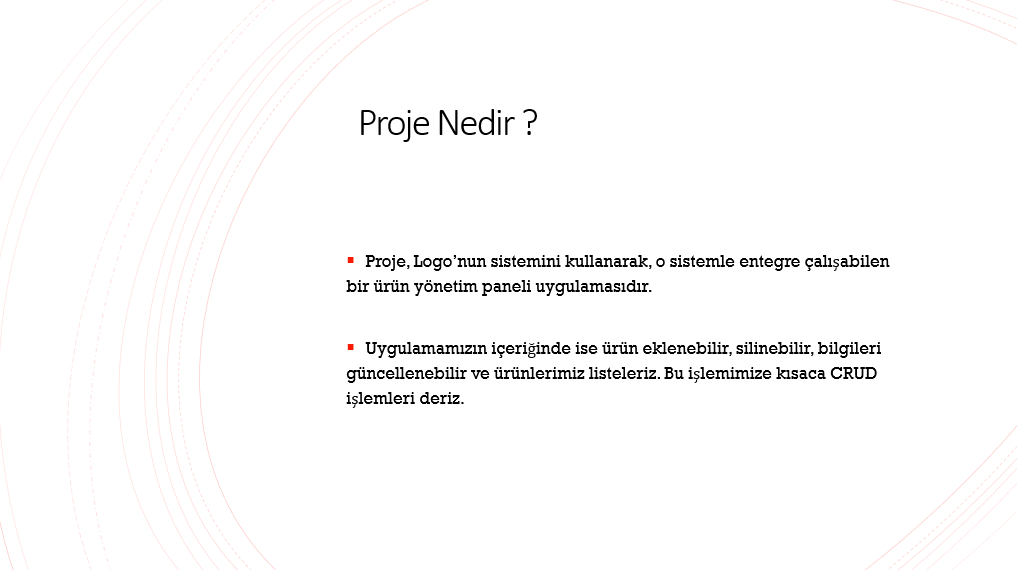 Proje Nedir ?
▪ Proje, Logo’nun sistemini kullanarak, o sistemle entegre çalışabilen
bir ürün yönetim paneli uygulamasıdır.
▪ Uygulamamızın içeriğinde ise ürün eklenebilir, silinebilir, bilgileri
güncellenebilir ve ürünlerimiz listeleriz. Bu işlemimize kısaca CRUD
işlemleri deriz.